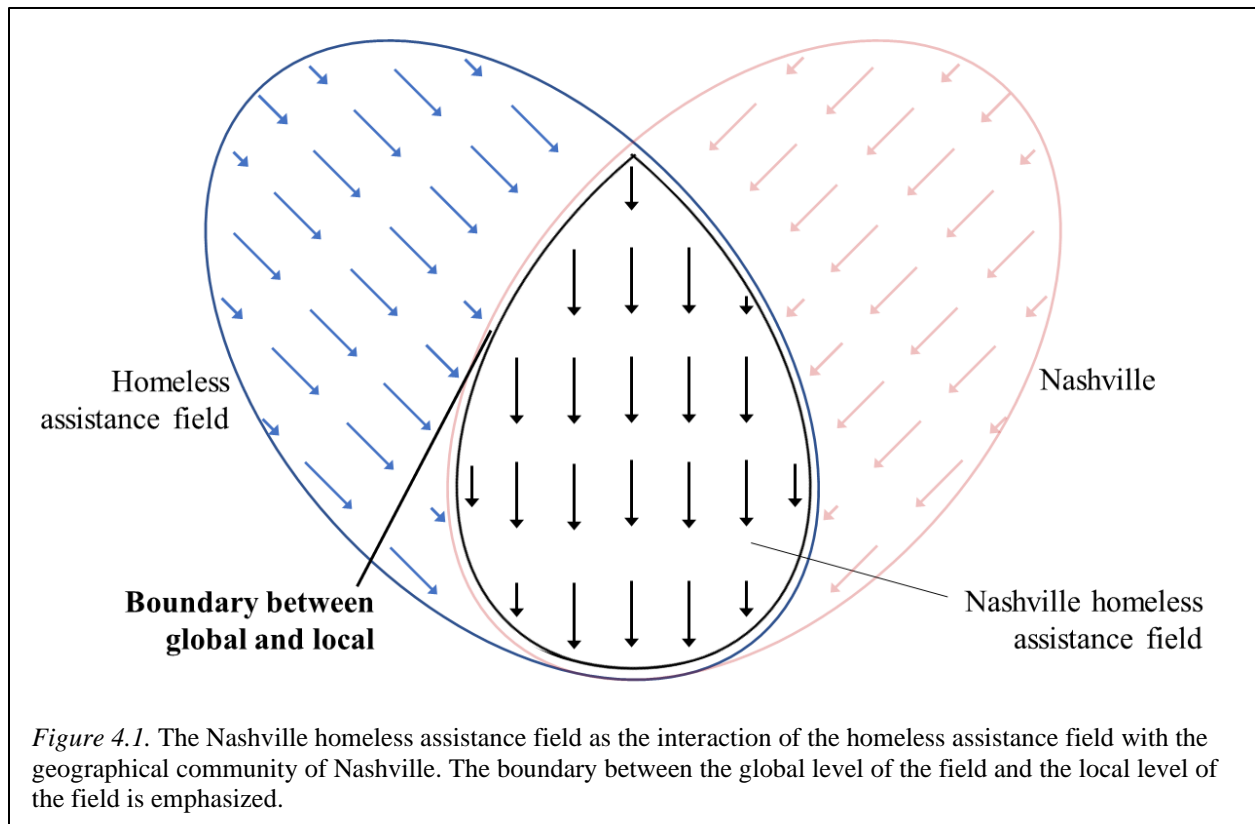 Homeless
assistance field
Nashville
Boundary between
global and local
Nashville homeless
assistance field
Figure 4.1. The Nashville homeless assistance field as the interaction of the homeless assistance field with the
geographical community of Nashville. The boundary between the global level of the field and the local level of
the field is emphasized.